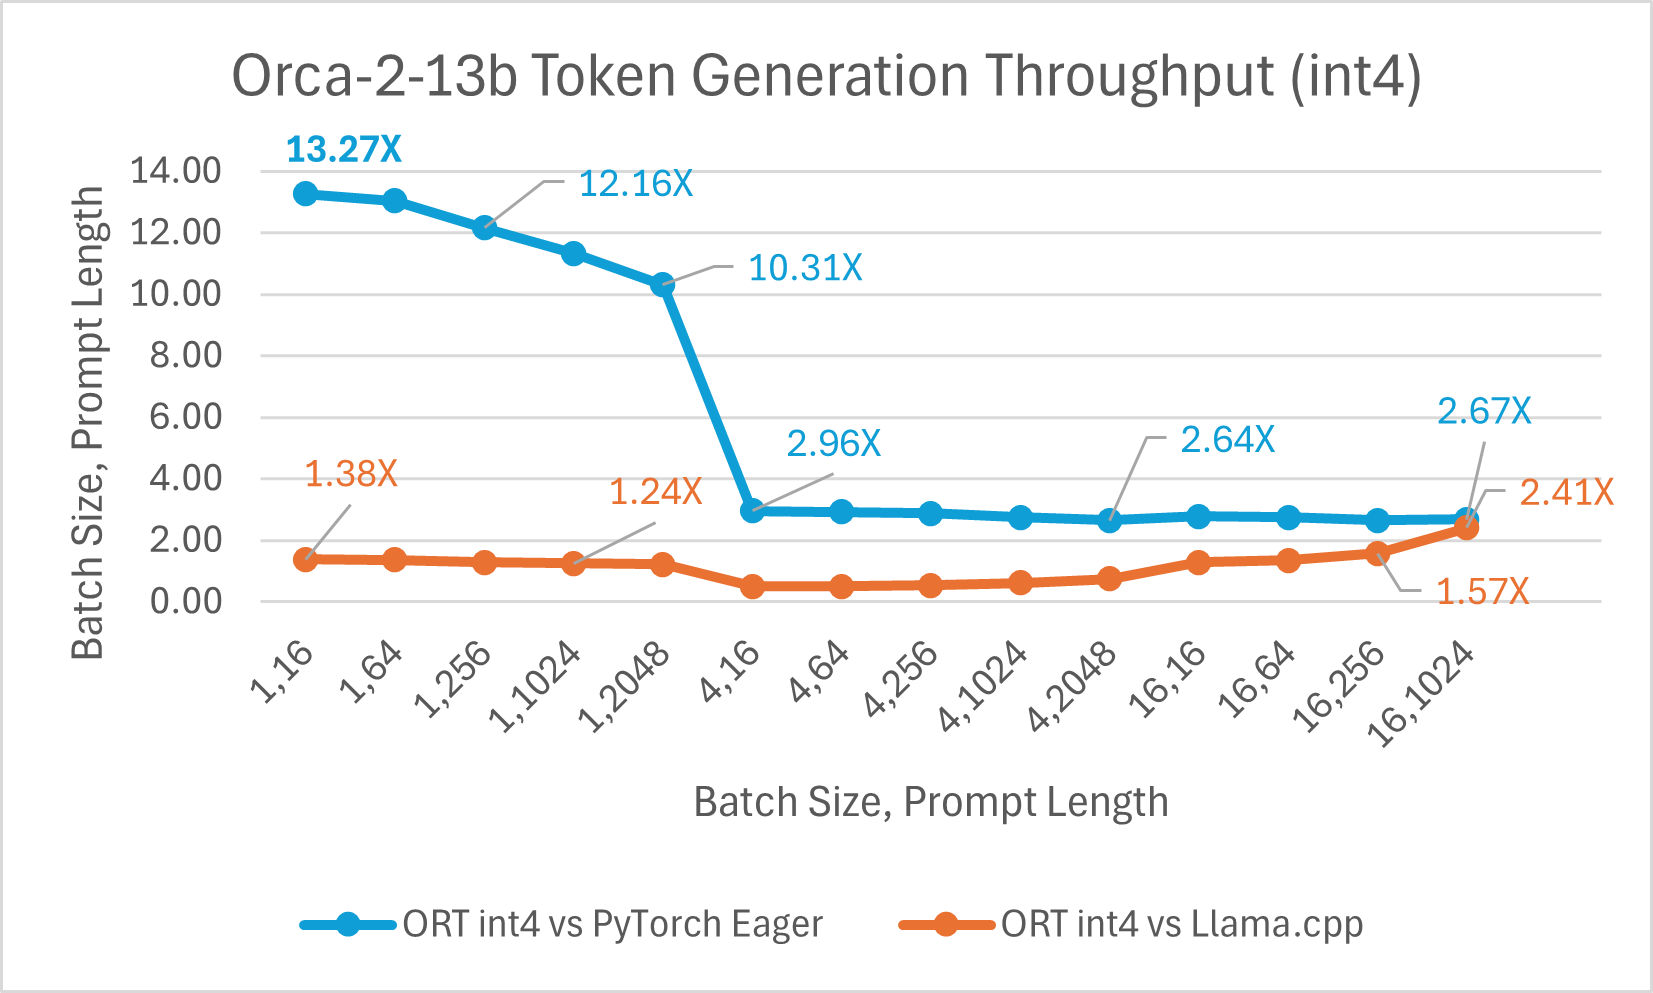 Orca-2-13b Token Generation Throughput (int4)
Batch Size, Prompt Length
14.00
12.00
10.00
8.00
6.00
4.00
2.00
0.00
13.27X
12.16X
10.31X
2.96X
2.64X
2.67X
1.38X
1.24X
2.41X
1.57X
1,16
1,64
1,256
1,1024
1,2048
4,16
4,64
4,256
4,1024
4,2048
16,16
16,64
16,256
16,1024
Batch Size, Prompt Length
ORT int4 vs PyTorch Eager
ORT int4 vs Llama.cpp